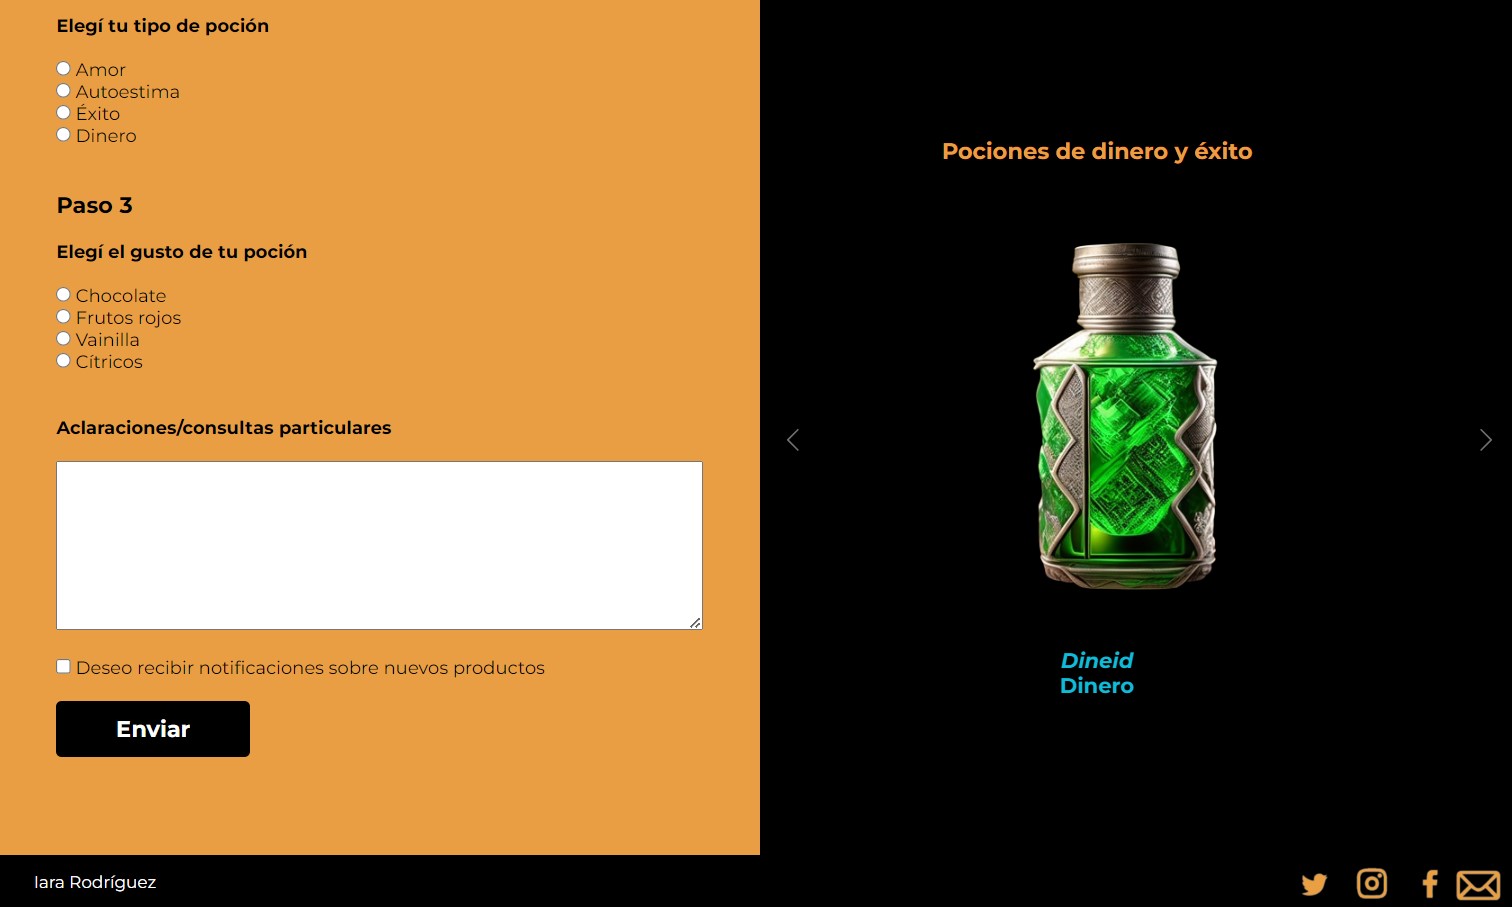 Elegí tu tipo de poción
Amor
Autoestima
Éxito
Dinero
Paso 3
Elegí el gusto de tu poción
Chocolate
Frutos rojos
Vainilla
Cítricos
Aclaraciones/consultas particulares
Deseo recibir notificaciones sobre nuevos productos
Enviar
Pociones de dinero y éxito
Dineid
Dinero
Iara Rodríguez